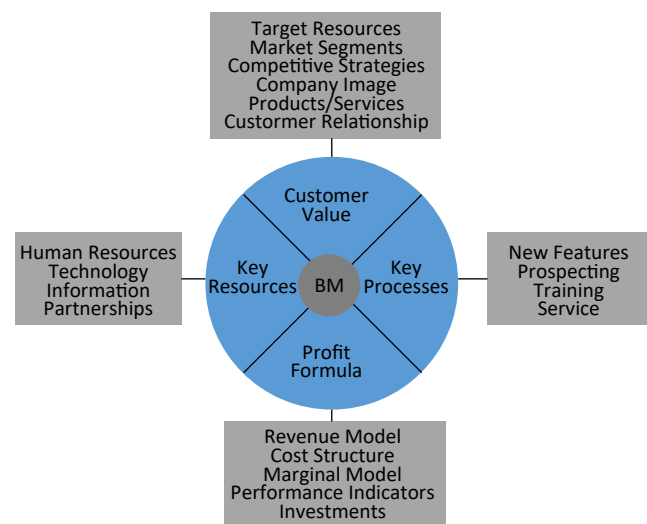 Target Resources
Market Segments
Competitive Strategies
Company Image
Products/Services
Custormer Relationship
Customer
Value
Human Resources
Technology
Information
Partnerships
Key
Resources
BM
Key
Processes
New Features
Prospecting
Training
Service
Profit
Formula
Revenue Model
Cost Structure
Marginal Model
Performance Indicators
Investments